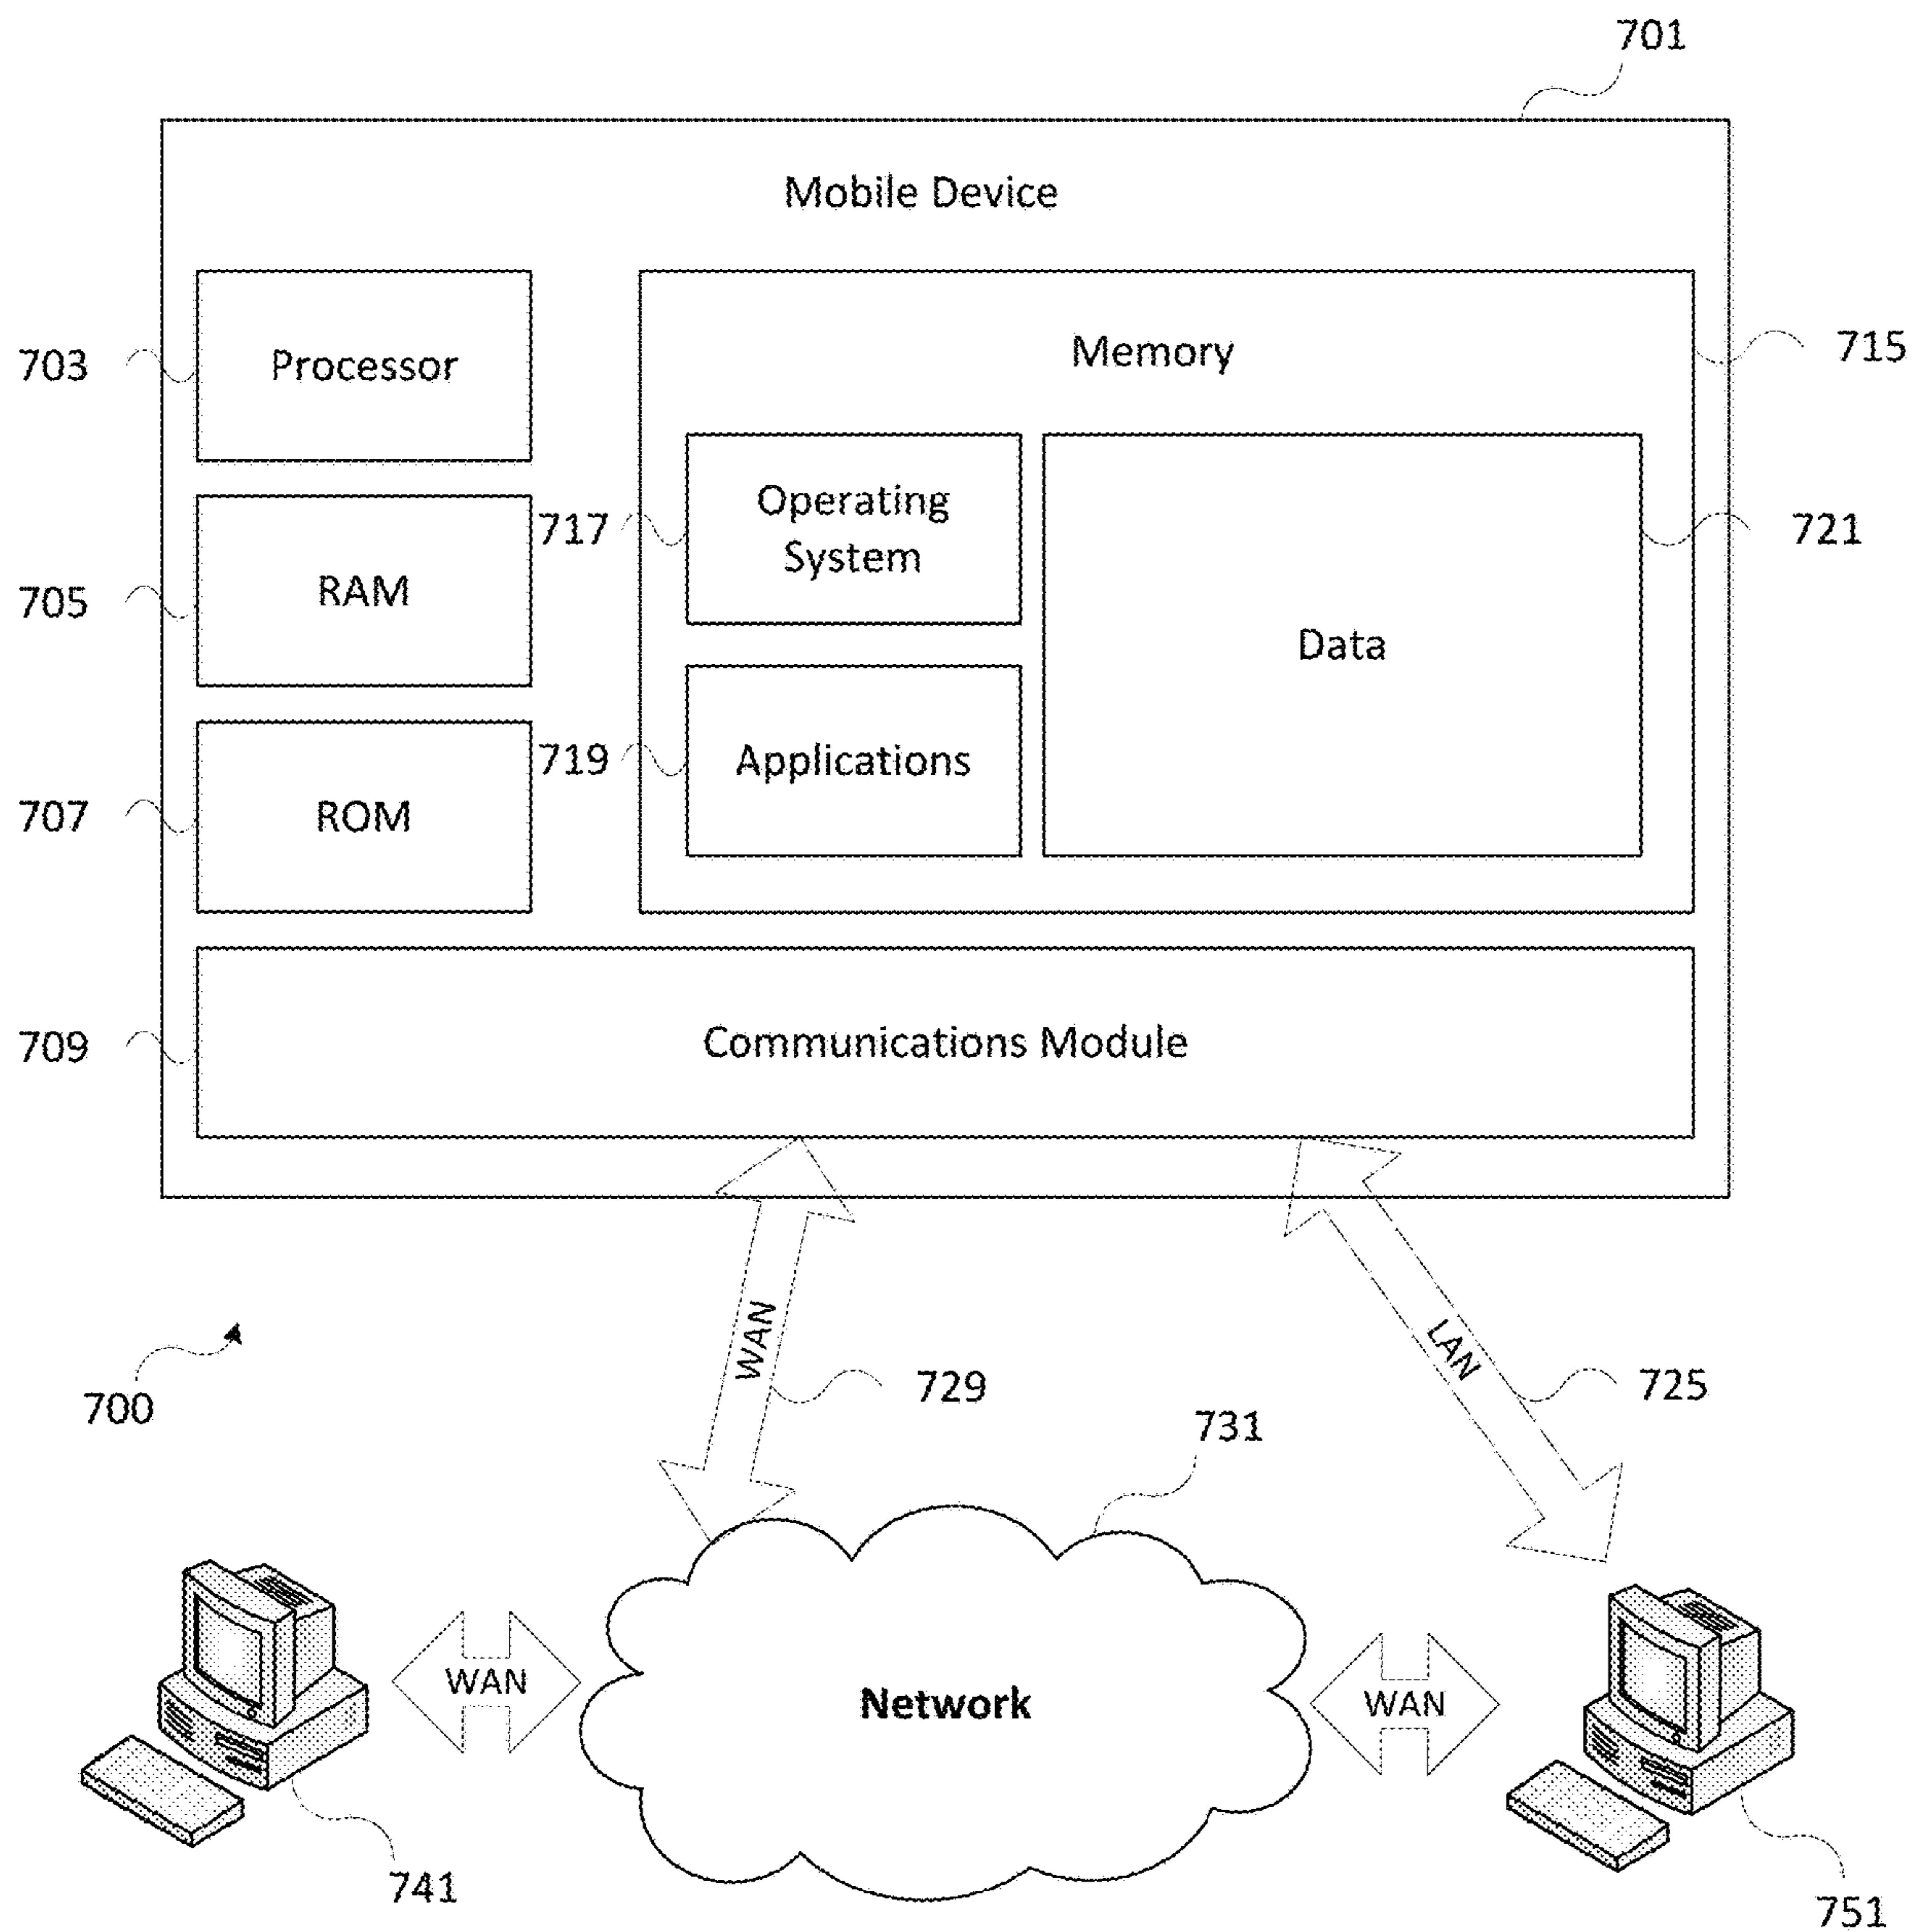 701
Mobile Device
703
Processor
Memory
715
717
Operating
System
721
705
RAM
Data
719
Applications
707
ROM
709
Communications Module
WAN
LAN
700
729
725
731
WAN
Network
WAN
741
751